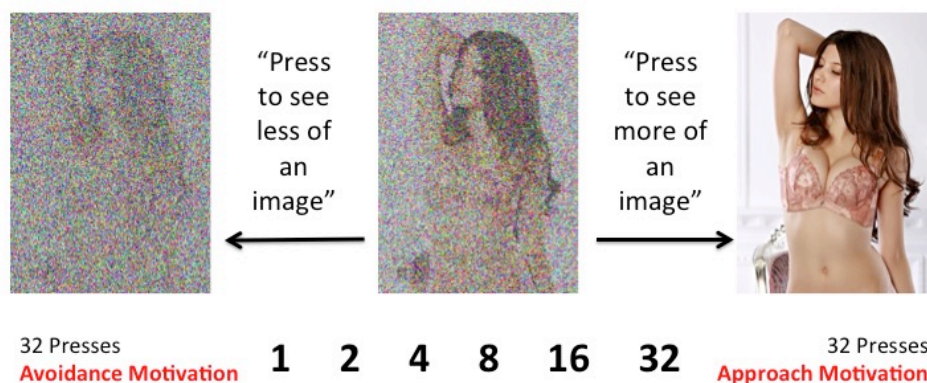 “Press
to see
less of
an
image”
“Press
to see
more of
an
image”
32 Presses
Avoidance Motivation
1 2 4 8 16 32
32 Presses
Approach Motivation